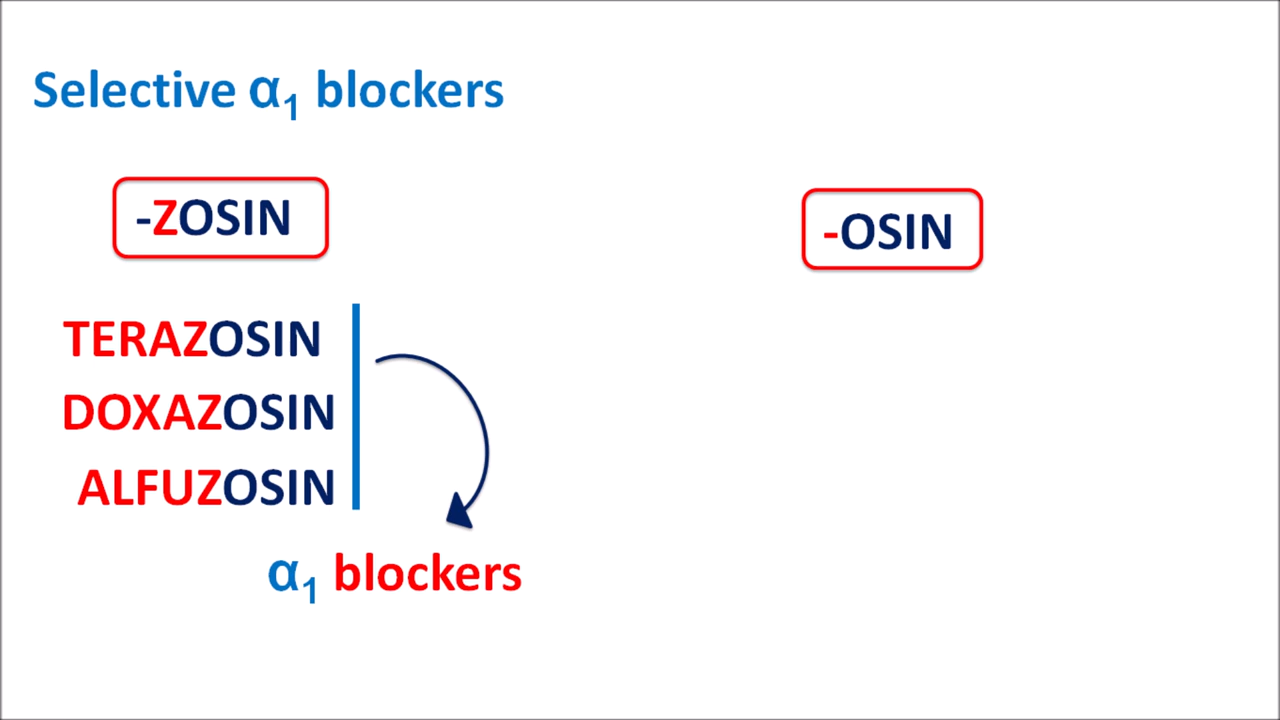 Selective α₁ blockers
-ZOSIN
-OSIN
TERAZOSIN
DOXAZOSIN
ALFUZOSIN
α₁ blockers